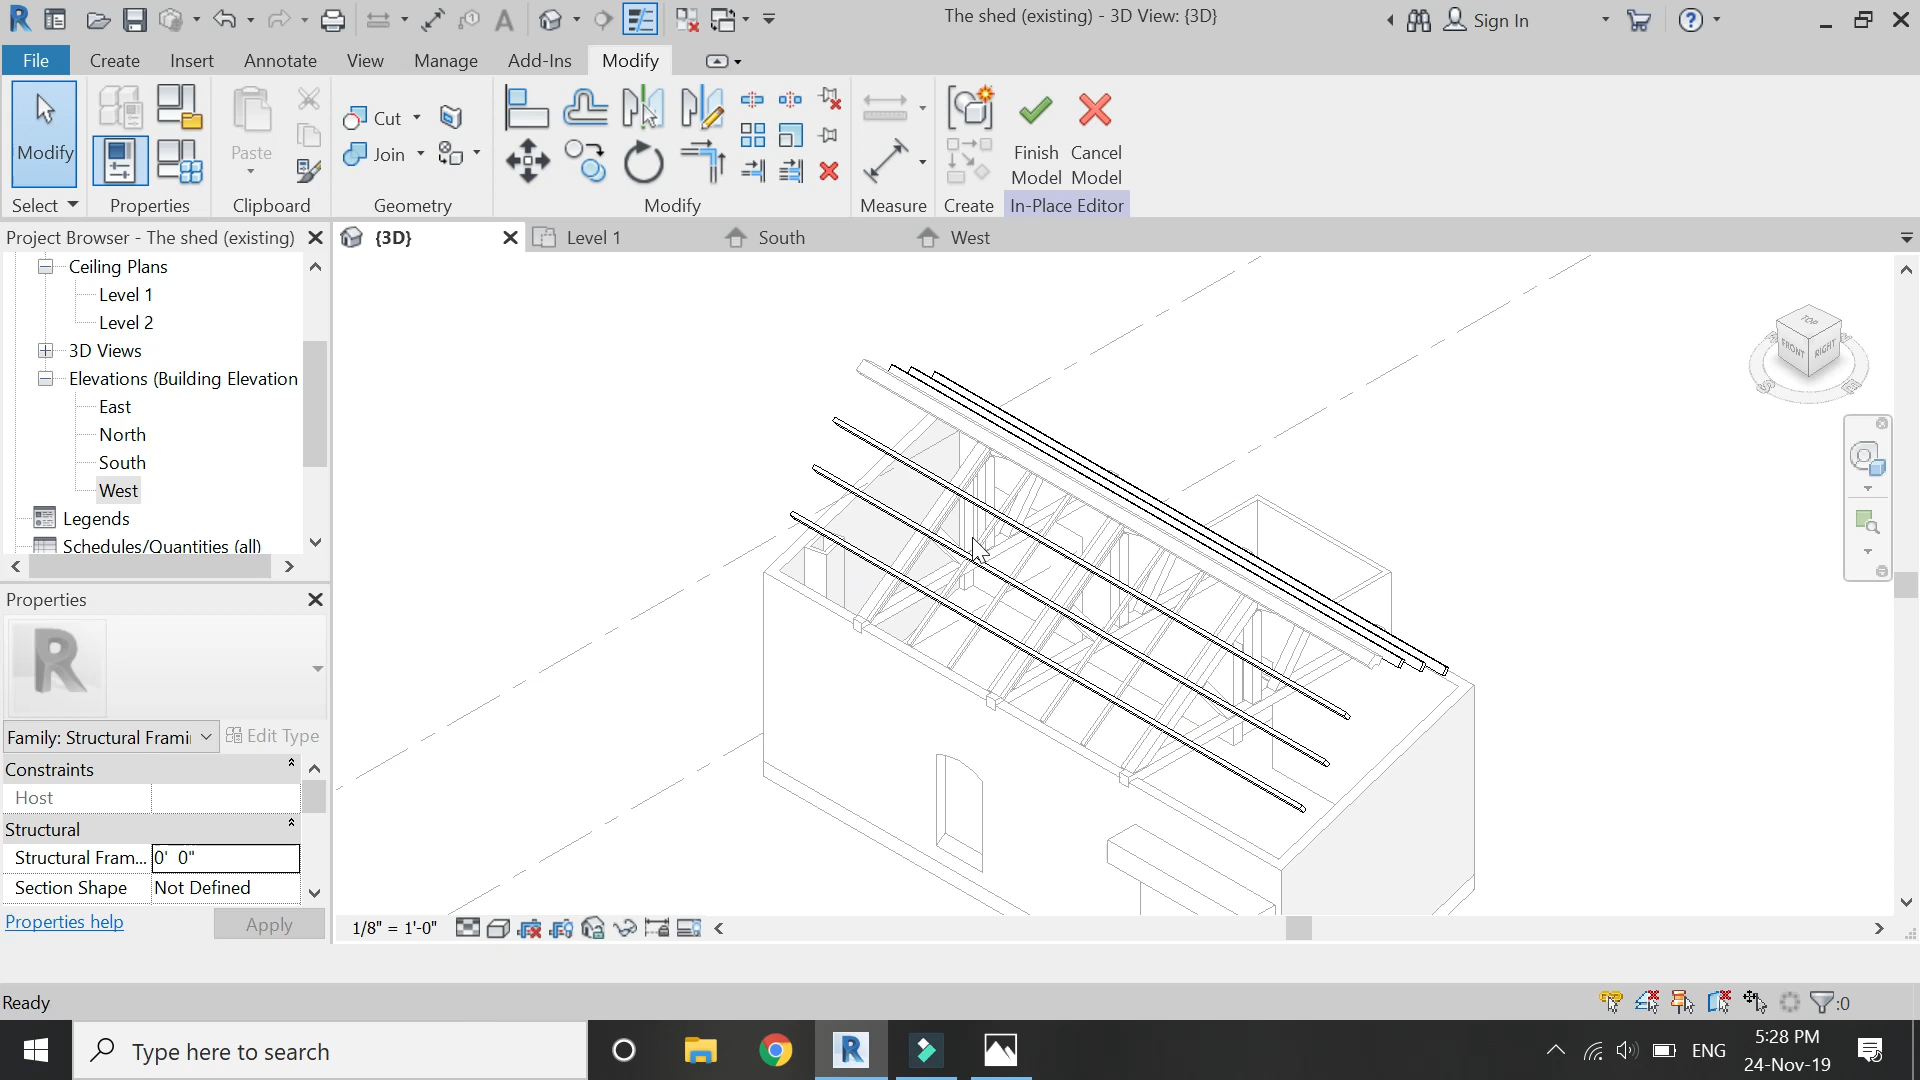 The shed (existing) - 3D View: {3D}
Sign In
File
Create
Insert
Annotate
View
Manage
Add-Ins
Modify
Modify
Paste
Cut
Join
Finish
Model
Cancel
Model
Select
Properties
Clipboard
Geometry
Modify
Measure
Create
In-Place Editor
Project Browser - The shed (existing)
{3D}
Level 1
South
West
Ceiling Plans
Level 1
Level 2
3D Views
Elevations (Building Elevation
East
North
South
West
Legends
Schedules/Quantities (all)
TOP
FRONT
RIGHT
S
E
Properties
R
Family: Structural Frami
Edit Type
Constraints
Host
Structural
Structural Fram...
0' 0"
Section Shape
Not Defined
Properties help
Apply
1/8" = 1'-0"
Ready
:0
Type here to search
ENG
5:28 PM
24-Nov-19